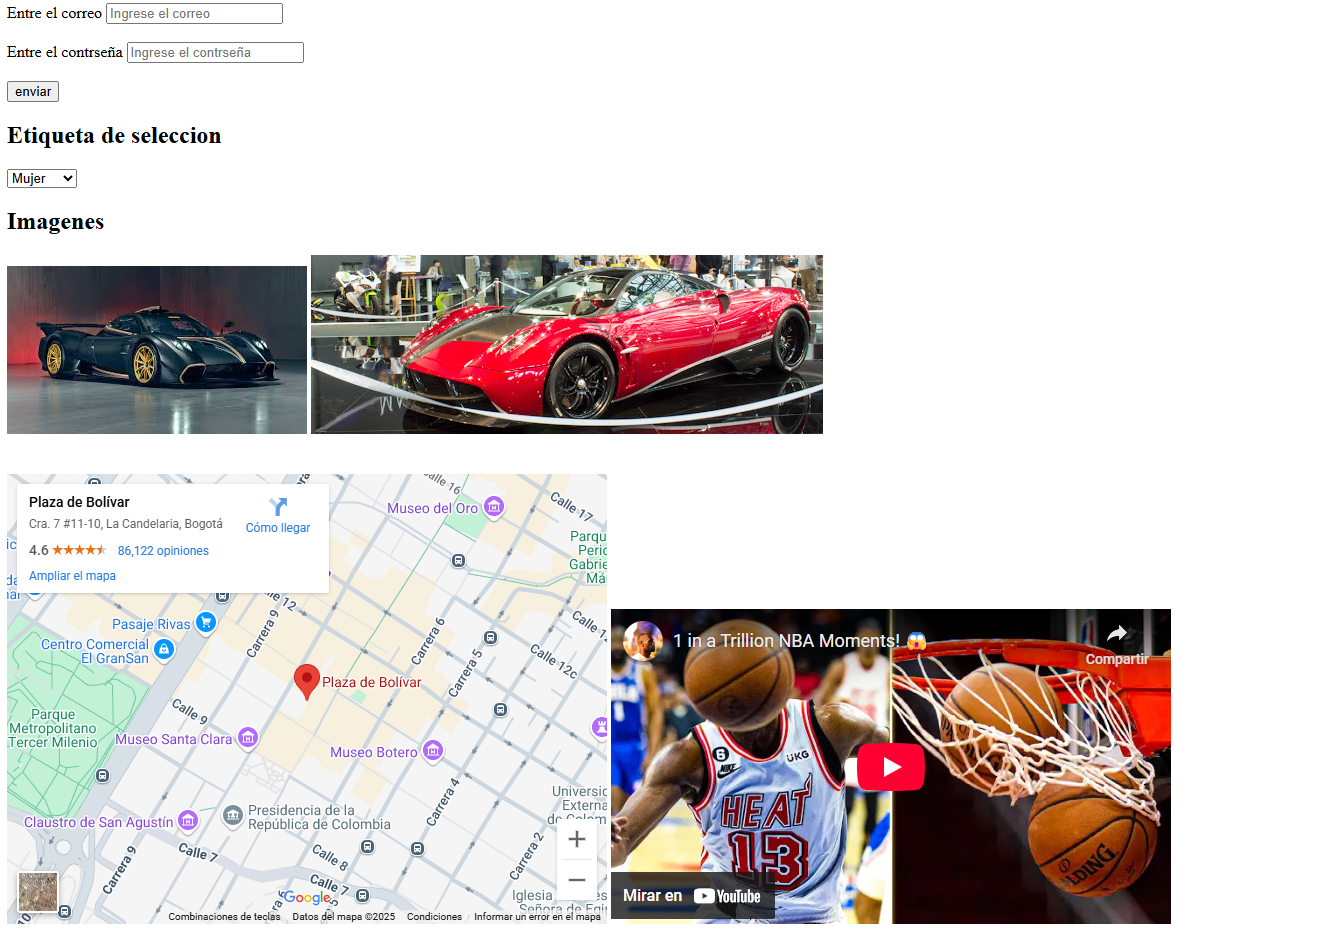 Entre el correo Ingrese el correo
Entre el contrseña Ingrese el contrseña
enviar
Etiqueta de seleccion
Mujer
Imagenes
Plaza de Bolívar
Cra. 7 #11-10, La Candelaria, Bogotá
Cómo llegar
4.6 86,122 opiniones
Ampliar el mapa
Calle 16
Museo del Oro
Calle 17
Parqu
Peric
Gabrie
Má
Calle 12
Pasaje Rivas
Carrera 9
Carrera 6
Calle 1
Centro Comercial
El GranSan
Carrera 5
Calle 12c
Plaza de Bolívar
Parque
Metropolitano
Tercer Milenio
Calle 9
Museo Santa Clara
Museo Botero
Carrera 4
Universid
Externa
de Colo
Presidencia de la
República de Colombia
Claustro de San Agustín
Calle 7
Calle 8
Carrera 2
Carrera 9
Calle 7
Iglesia
Señora de Egi
Google
Combinaciones de teclas Datos del mapa ©2025 Condiciones Informar un error en el mapa
1 in a Trillion NBA Moments! 😱
Compartir
6
UKG
HEAT
13
LDING
Mirar en YouTube